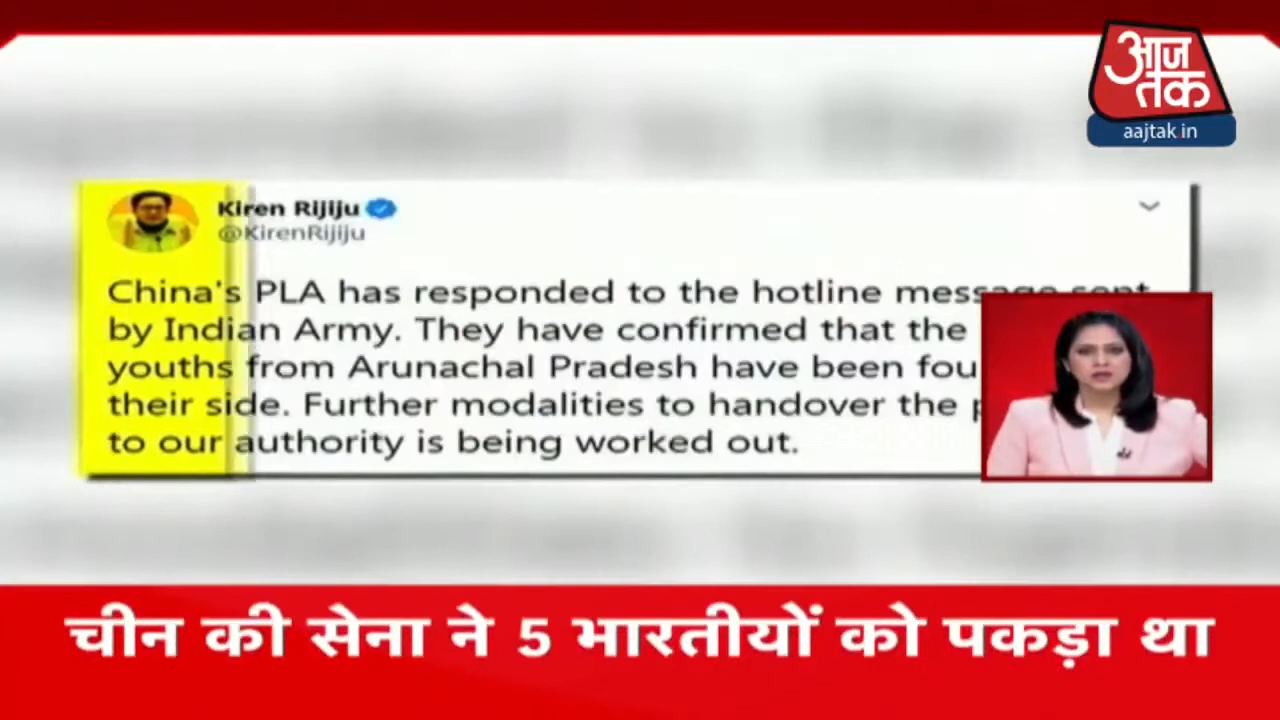 आज
तक
aajtak.in
Kiren Rijiju
@KirenRijiju
China's PLA has responded to the hotline message sent
by Indian Army. They have confirmed that the
youths from Arunachal Pradesh have been
their side. Further modalities to handover the
to our authority is being worked out.
चीन की सेना ने 5 भारतीयों को पकड़ा था